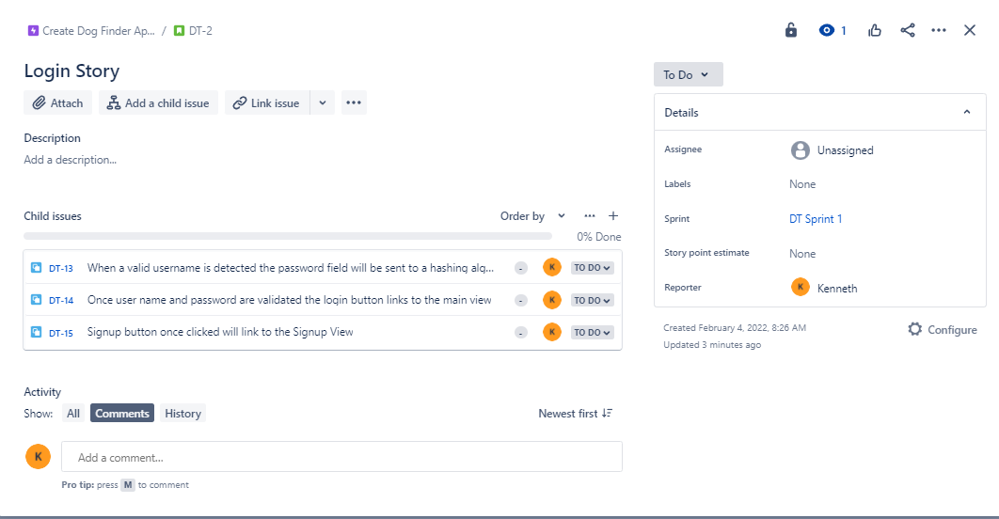 Create Dog Finder Ap... / DT-2
1
Login Story
Attach Add a child issue Link issue
To Do
Description
Add a description...
Details
Assignee Unassigned
Labels None
Sprint DT Sprint 1
Story point estimate None
Reporter K Kenneth
Created February 4, 2022, 8:26 AM
Updated 3 minutes ago
Configure
Child issues Order by
0% Done
DT-13 When a valid username is detected the password field will be sent to a hashing alg... - K TO DO
DT-14 Once user name and password are validated the login button links to the main view - K TO DO
DT-15 Signup button once clicked will link to the Signup View - K TO DO
Activity
Show: All Comments History Newest first
K Add a comment...
Pro tip: press M to comment